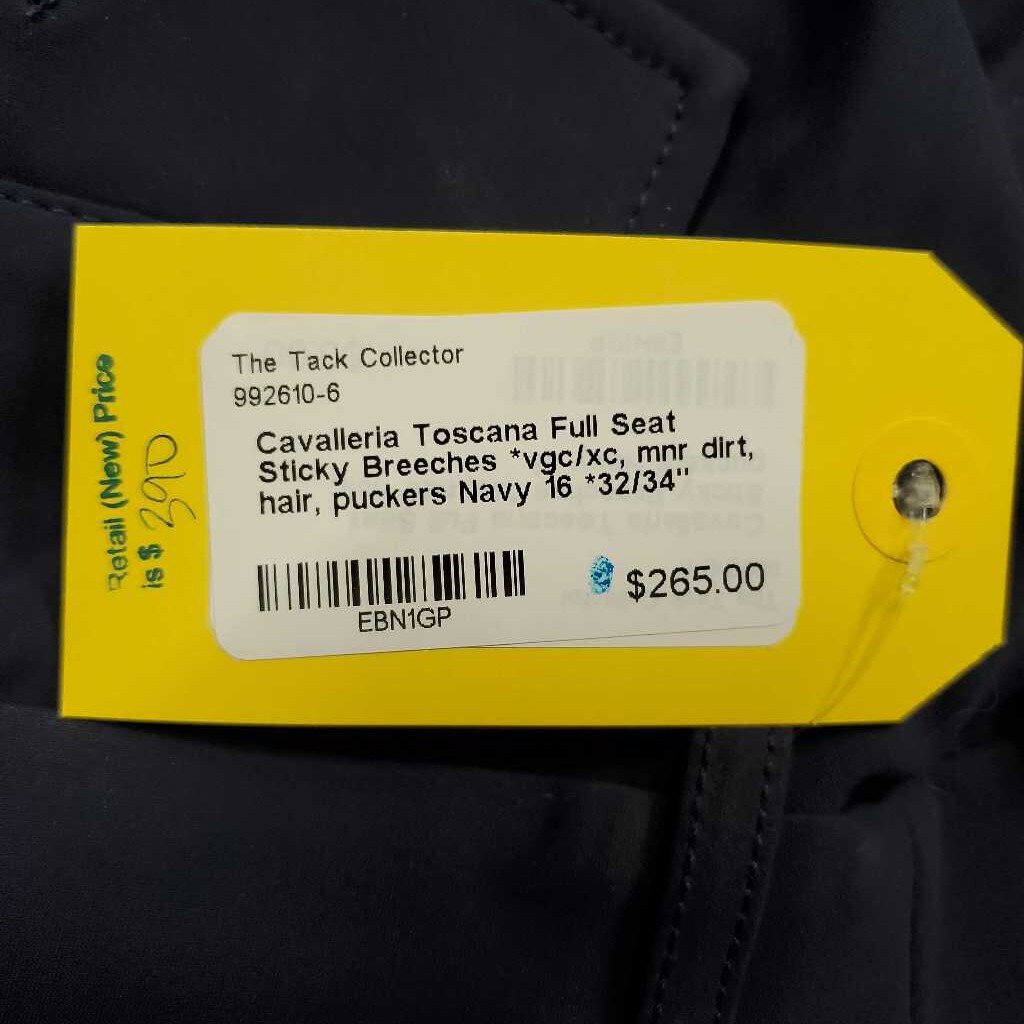 Retail (New) Price
is $ 390
The Tack Collector
992610-6
Cavalleria Toscana Full Seat
Sticky Breeches *vgc/xc, mnr dirt,
hair, puckers Navy 16 *32/34"
EBN1GP
$265.00